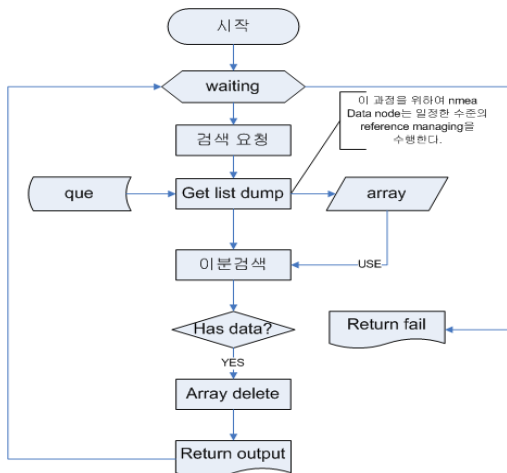 시작
waiting
이 과정을 위하여 nmea
Data node는 일정한 수준의
reference managing을
수행한다.
검색 요청
que
Get list dump
array
이분검색
USE
Has data?
Return fail
YES
Array delete
Return output